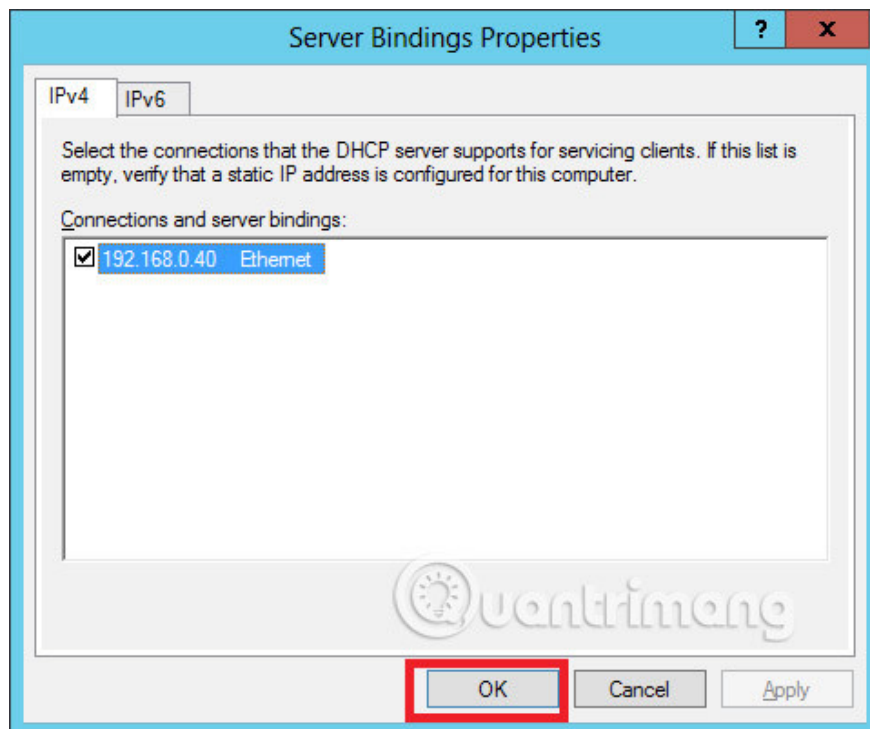 Server Bindings Properties
?
x
IPv4
IPv6
Select the connections that the DHCP server supports for servicing clients. If this list is
empty, verify that a static IP address is configured for this computer.
Connections and server bindings:
192.168.0.40 Ethernet
Quantrimang
OK
Cancel
Apply